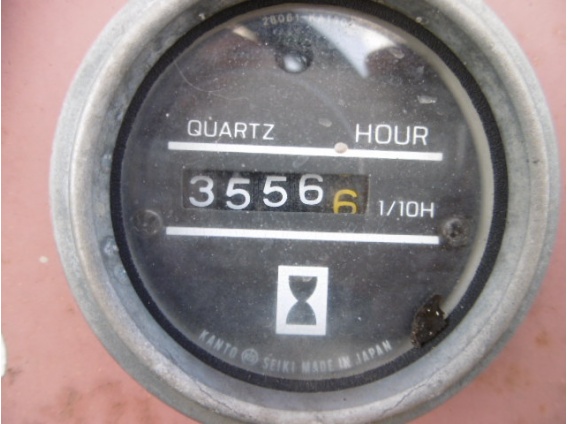 QUARTZ HOUR
35566 1/10H
KANTO SEIKI MADE IN JAPAN